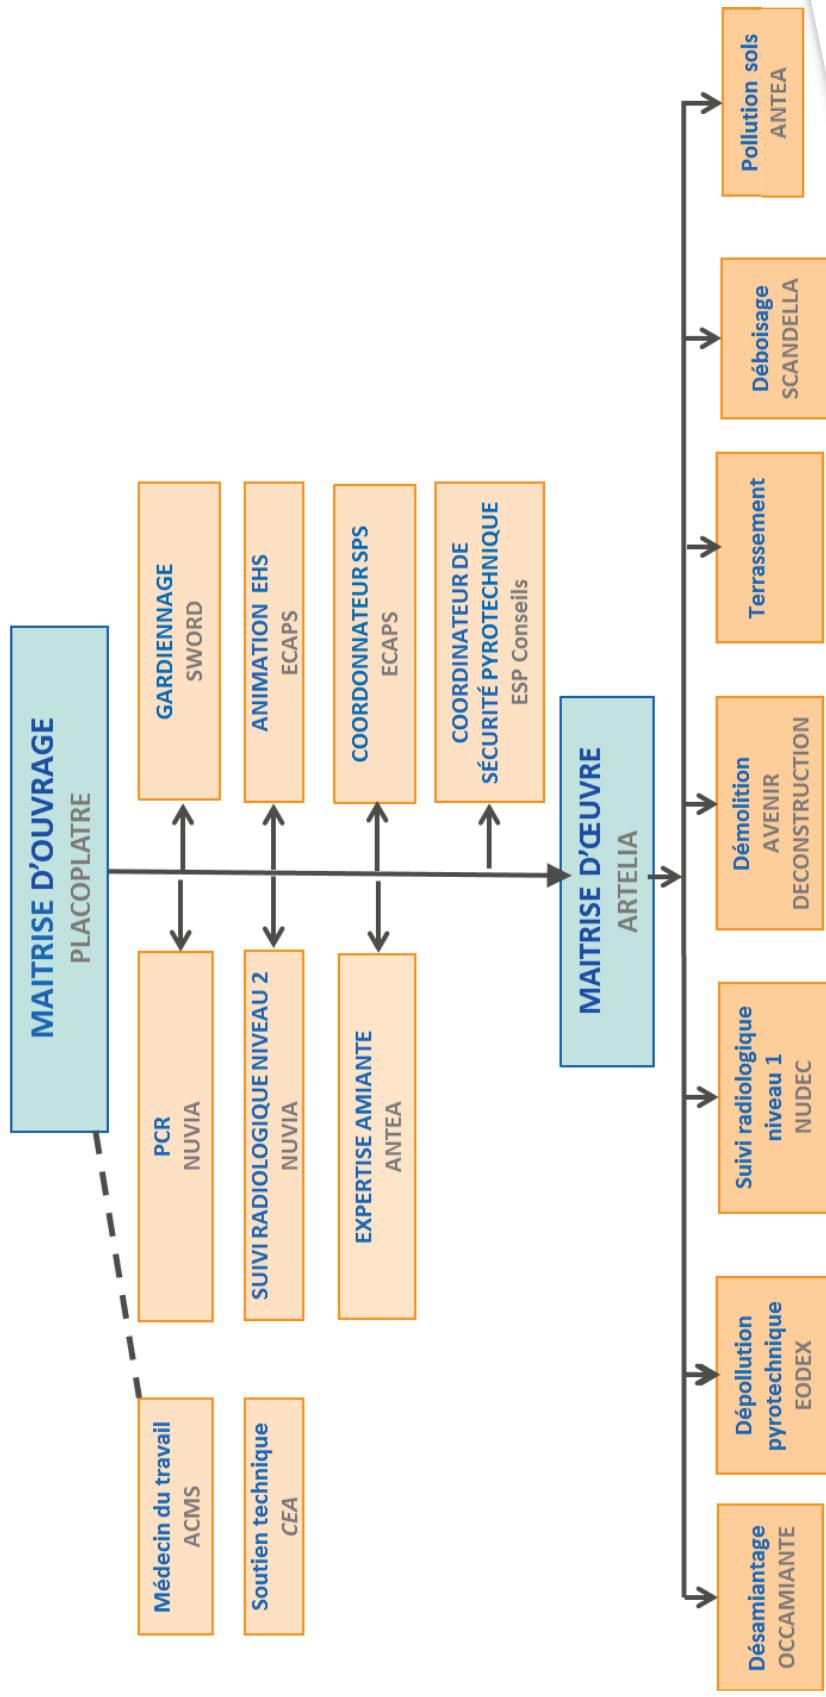 MAITRISE D'OUVRAGE
PLACOPLATRE
Médecin du travail
ACMS
PCR
NUVIA
GARDIENNAGE
SWORD
Soutien technique
CEA
SUIVI RADIOLOGIQUE NIVEAU 2
NUVIA
ANIMATION EHS
ECAPS
EXPERTISE AMIANTE
ANTEA
COORDONNATEUR SPS
ECAPS
COORDINATEUR DE
SÉCURITÉ PYROTECHNIQUE
ESP Conseils
MAITRISE D'ŒUVRE
ARTELIA
Désamiantage
OCCAMIANTE
Dépollution
pyrotechnique
EODEX
Suivi radiologique
niveau 1
NUDEC
Démolition
AVENIR
DECONSTRUCTION
Terrassement
Déboisage
SCANDELLA
Pollution sols
ANTEA